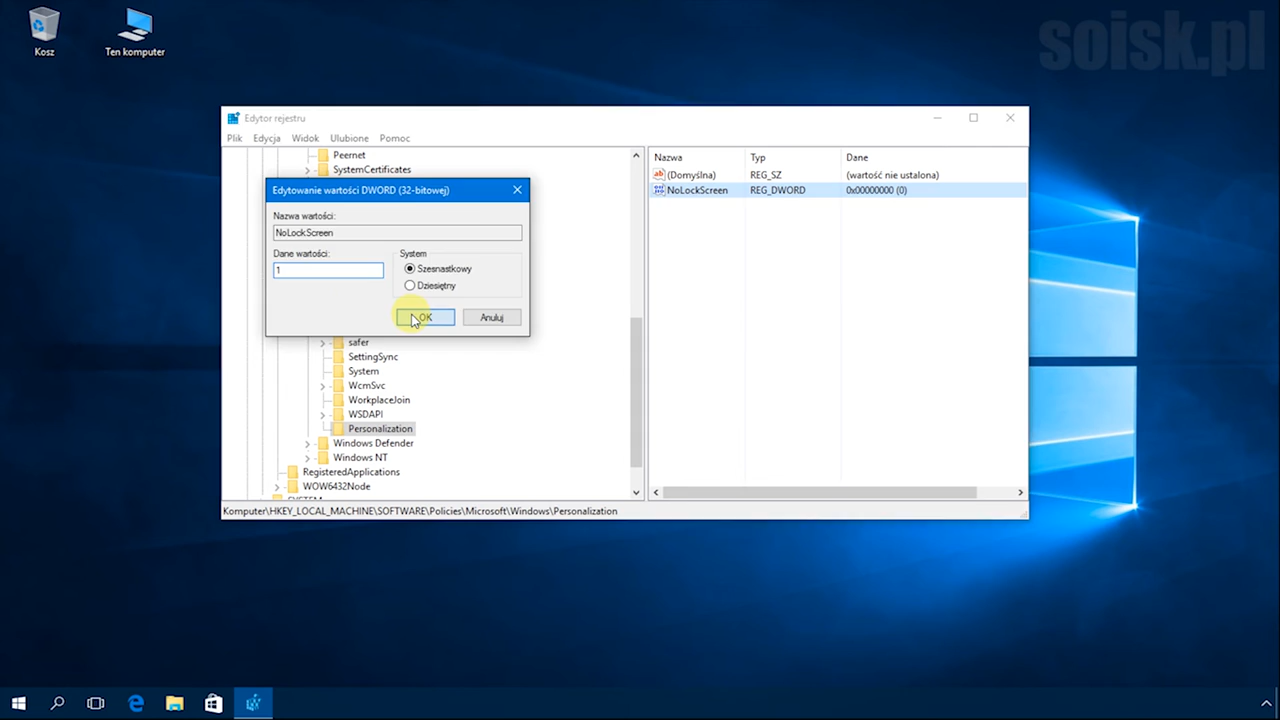 Kosz
Ten komputer
soisk.pl
Edytor rejestru
Plik Edycja Widok Ulubione Pomoc
Peernet
SystemCertificates
Edytowanie wartości DWORD (32-bitowej)
Nazwa wartości:
NoLockScreen
Dane wartości:
1
System
Szesnastkowy
Dziesiętny
OK
Anuluj
safer
SettingSync
System
WcmSvc
WorkplaceJoin
WSDAPI
Personalization
Windows Defender
Windows NT
RegisteredApplications
WOW6432Node
SYSTEM
Nazwa Typ Dane
(Domyślna) REG_SZ (wartość nie ustalona)
NoLockScreen REG_DWORD 0x00000000 (0)
Komputer\HKEY_LOCAL_MACHINE\SOFTWARE\Policies\Microsoft\Windows\Personalization